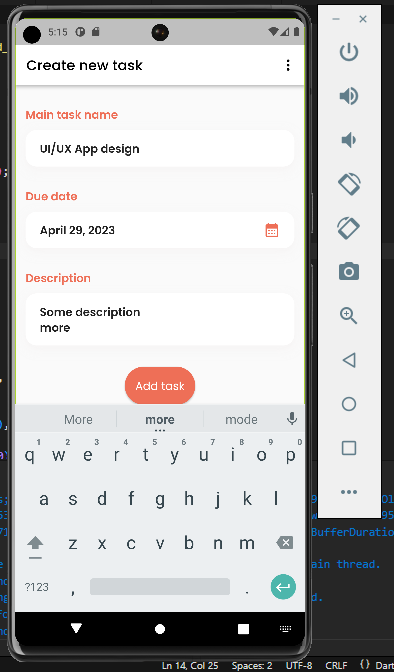 5:15
Create new task
Main task name
UI/UX App design
Due date
April 29, 2023
Description
Some description
more
Add task
More more mode
1 2 3 4 5 6 7 8 9 0
q w e r t y u i o p
a s d f g h j k l
z x c v b n m
?123 , .
BufferDuratio
ain thread.
d.
Ln 14, Col 25 Spaces: 2 UTF-8 CRLF {} Dart